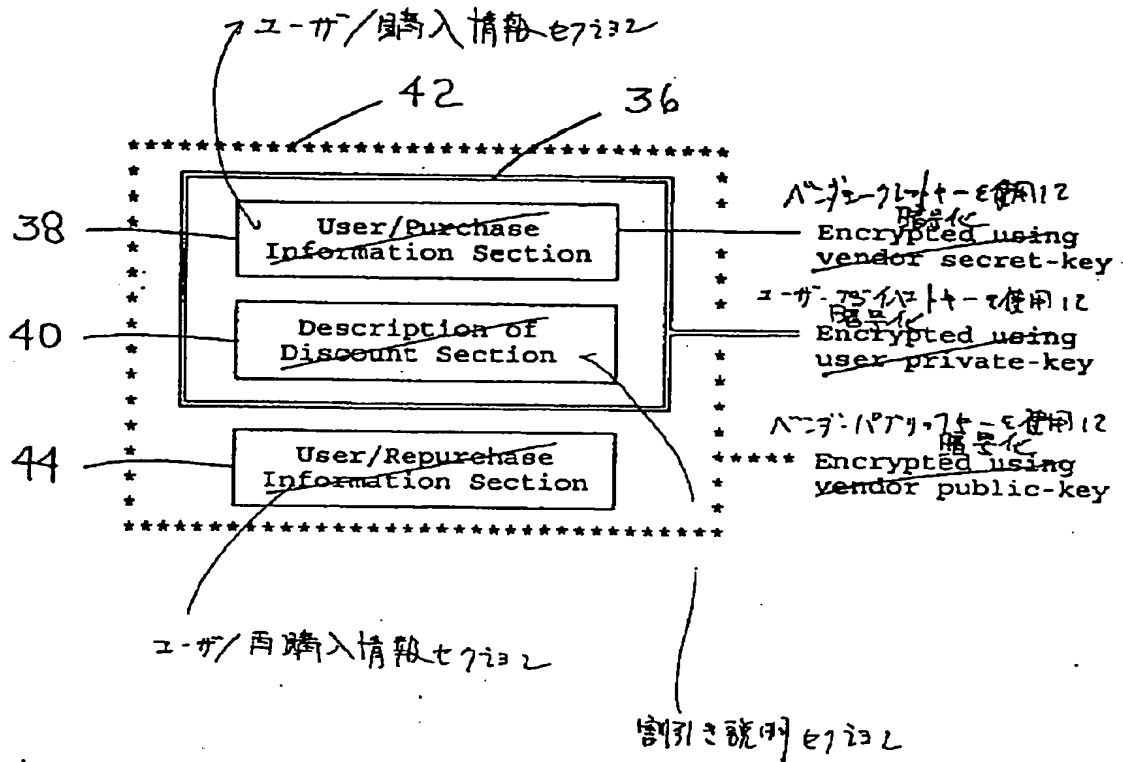 ユーザ/購入情報セクション
42
36
38
User/Purchase
Information Section
ベンダシークレットキーを使用して
暗号化
Encrypted using
vendor secret-key
40
Description of
Discount Section
ユーザ・プライベートキーを使用して
暗号化
Encrypted using
user private-key
44
User/Repurchase
Information Section
ベンダ・パブリックキーを使用して
暗号化
Encrypted using
vendor public-key
ユーザ/再購入情報セクション
割引き説明セクション